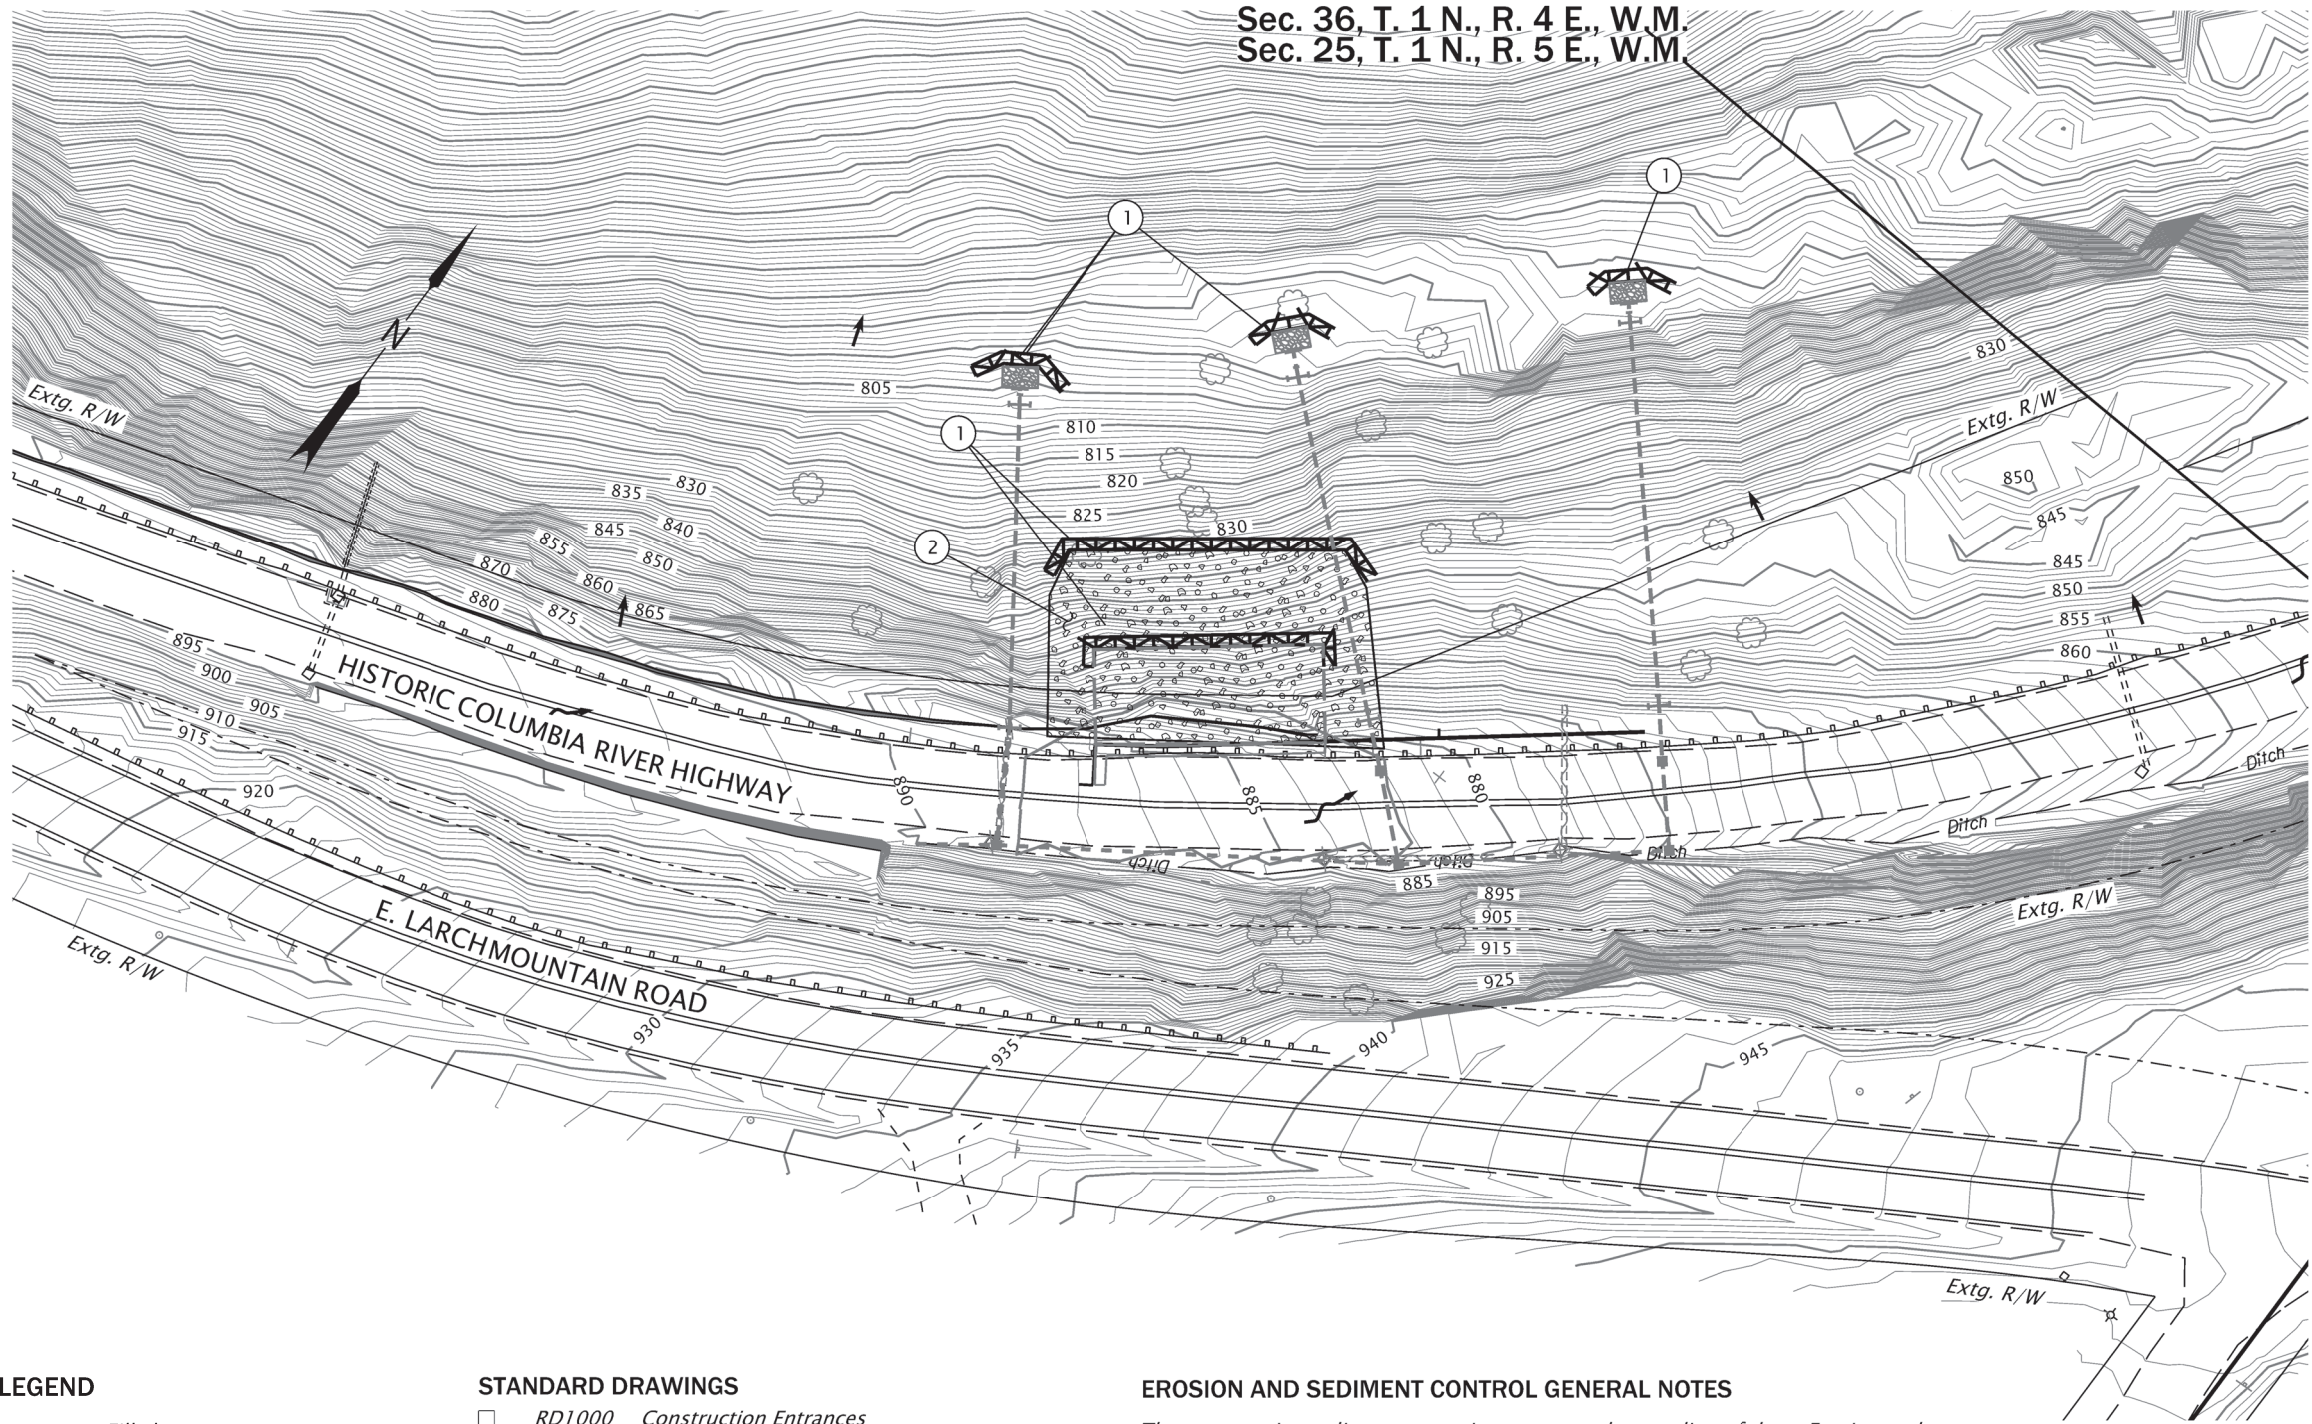 Sec. 36, T. 1 N., R. 4 E., W.M.
Sec. 25, T. 1 N., R. 5 E., W.M.
1
1
N
830
Extg. R/W
805
Extg. R/W
810
1
815
850
820
830
835
825
830
845
840
845
855
2
845
850
870
850
860
880
875
865
855
895
860
900
HISTORIC COLUMBIA RIVER HIGHWAY
905
910
915
920
890
885
880
Ditch
Ditch
Ditch
Ditch
Ditch
885
895
Extg. R/W
905
E. LARCHMOUNTAIN ROAD
915
Extg. R/W
925
930
935
940
945
Extg. R/W
LEGEND
STANDARD DRAWINGS
EROSION AND SEDIMENT CONTROL GENERAL NOTES
RD1000 Construction Entrances